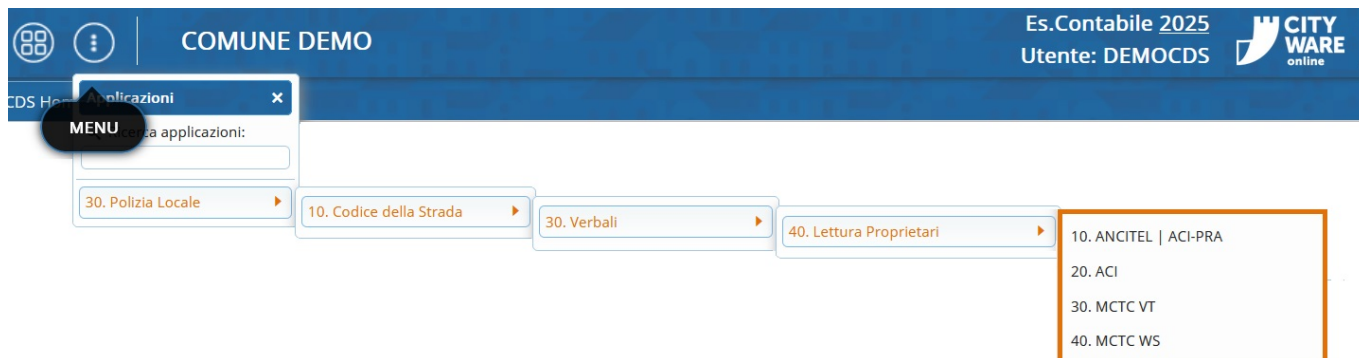 COMUNE DEMO
Es.Contabile 2025
Utente: DEMOCDS
CITY
WARE
online
CDS
Applicazioni
MENU
applicazioni:
30. Polizia Locale
10. Codice della Strada
30. Verbali
40. Lettura Proprietari
10. ANCITEL | ACI-PRA
20. ACI
30. MCTC VT
40. MCTC WS